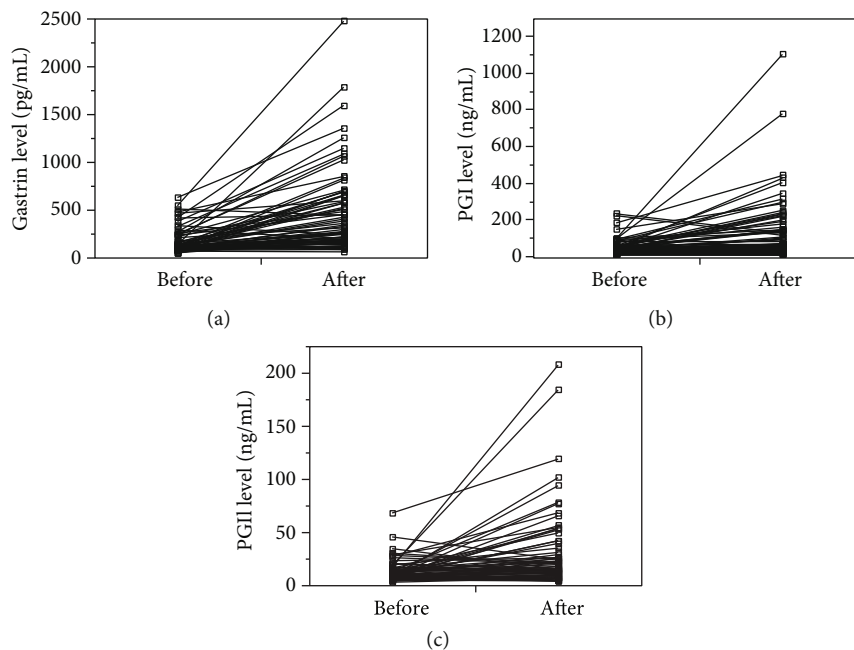 Gastrin level (pg/mL)
2500
2000
1500
1000
500
0
Before After
(a)
PGI level (ng/mL)
1200
1000
800
600
400
200
0
Before After
(b)
PGII level (ng/mL)
200
150
100
50
0
Before After
(c)